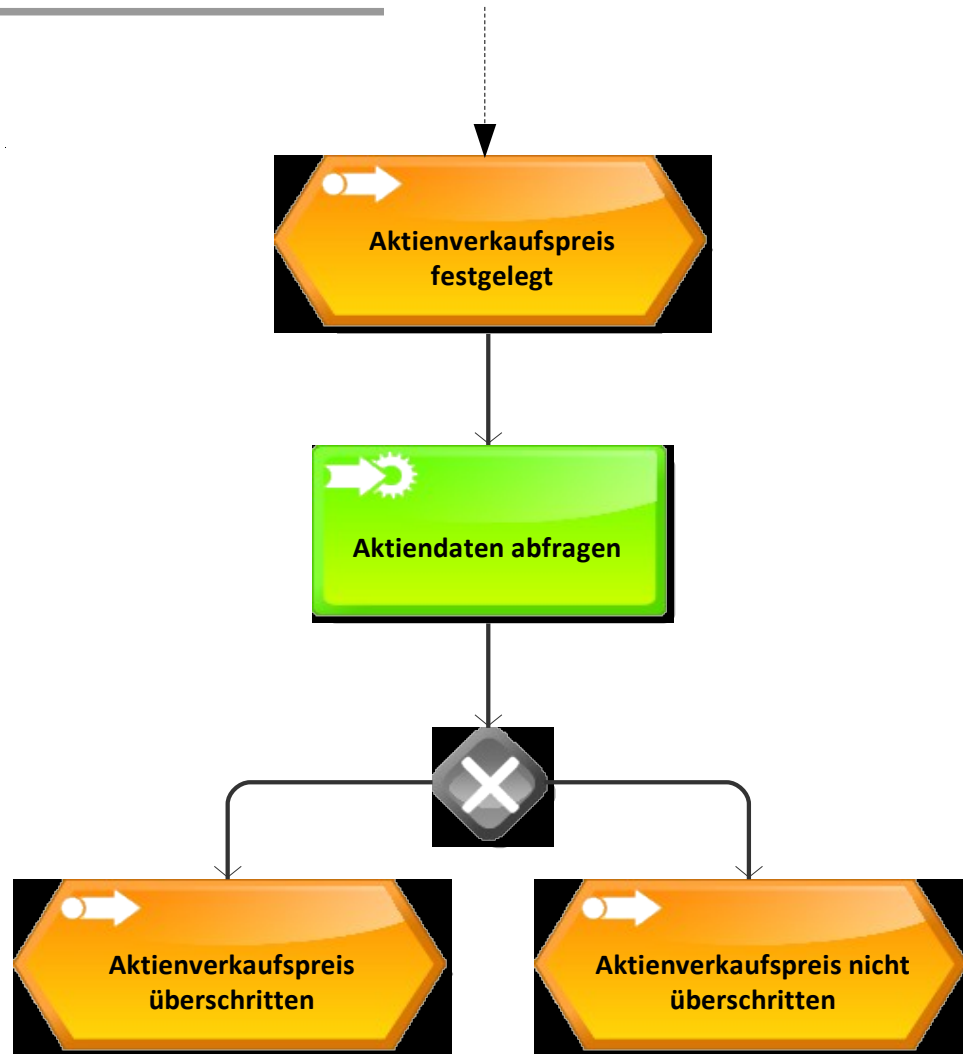 Aktienverkaufspreis
festgelegt
Aktiendaten abfragen
Aktienverkaufspreis
überschritten
Aktienverkaufspreis nicht
überschritten